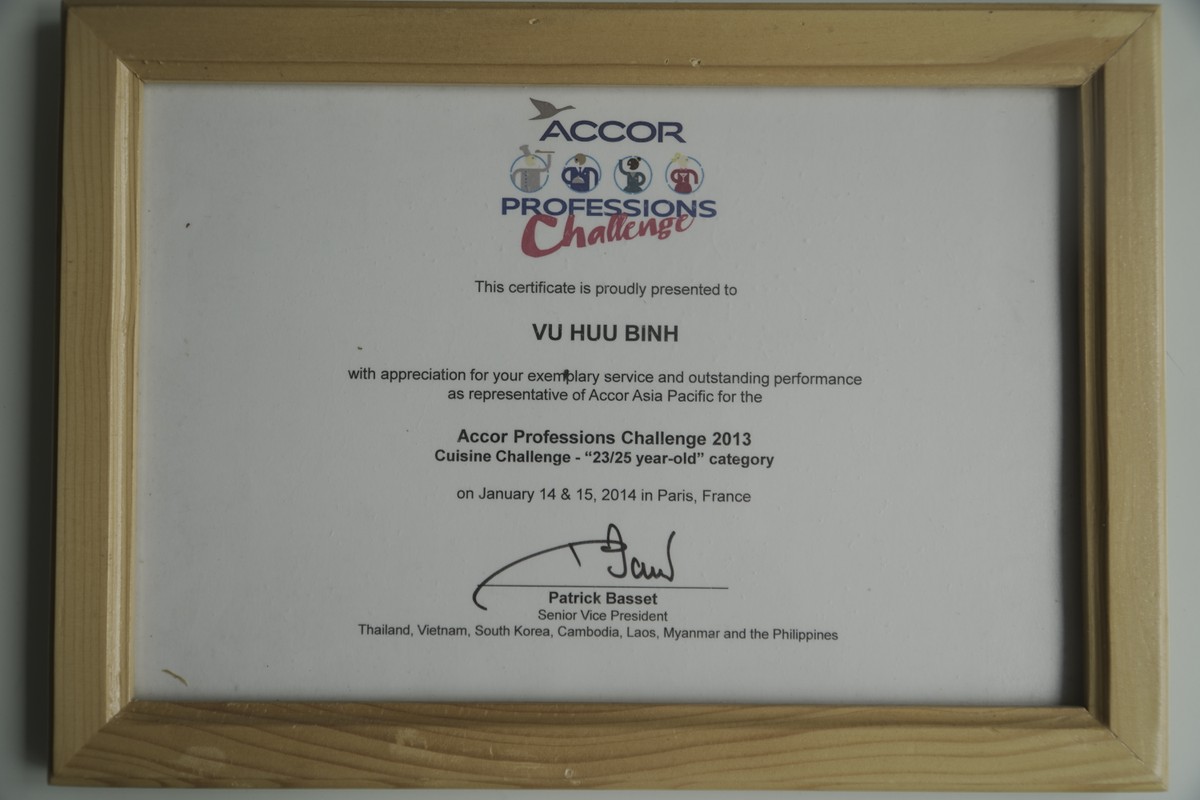 ACCOR
PROFESSIONS
Challenge
This certificate is proudly presented to
VU HUU BINH
with appreciation for your exemplary service and outstanding performance
as representative of Accor Asia Pacific for the
Accor Professions Challenge 2013
Cuisine Challenge - “23/25 year-old” category
on January 14 & 15, 2014 in Paris, France
Patrick Basset
Senior Vice President
Thailand, Vietnam, South Korea, Cambodia, Laos, Myanmar and the Philippines